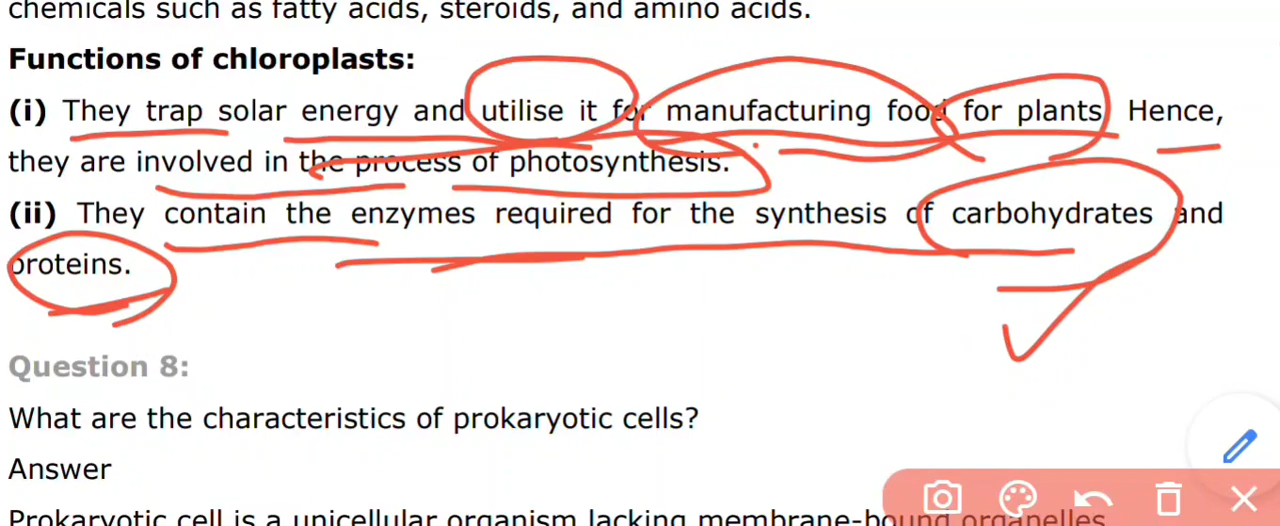 chemicals such as fatty acids, steroids, and amino acids.
Functions of chloroplasts:
(i) They trap solar energy and utilise it for manufacturing food for plants. Hence,
they are involved in the process of photosynthesis.
(ii) They contain the enzymes required for the synthesis of carbohydrates and
proteins.
Question 8:
What are the characteristics of prokaryotic cells?
Answer
Prokaryotic cell is a unicellular organism lacking membrane-bound organelles